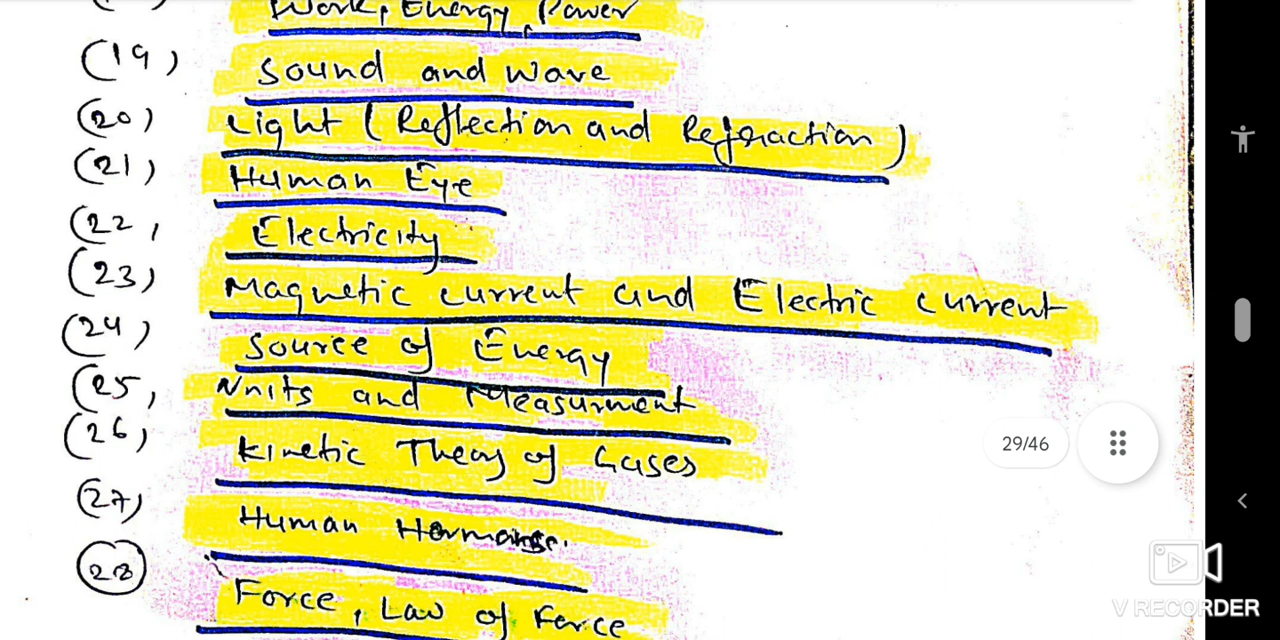 Work, Energy, Power
(19) Sound and Wave
(20) Light (Reflection and Refraction)
(21) Human Eye
(22, Electricity
(23) Magnetic current and Electric current
(24) Source of Energy
(25, Units and Measurment
(26) Kinetic Theory of Gases
29/46
(27) Human
(28) Force, Law of Force
V RECORDER